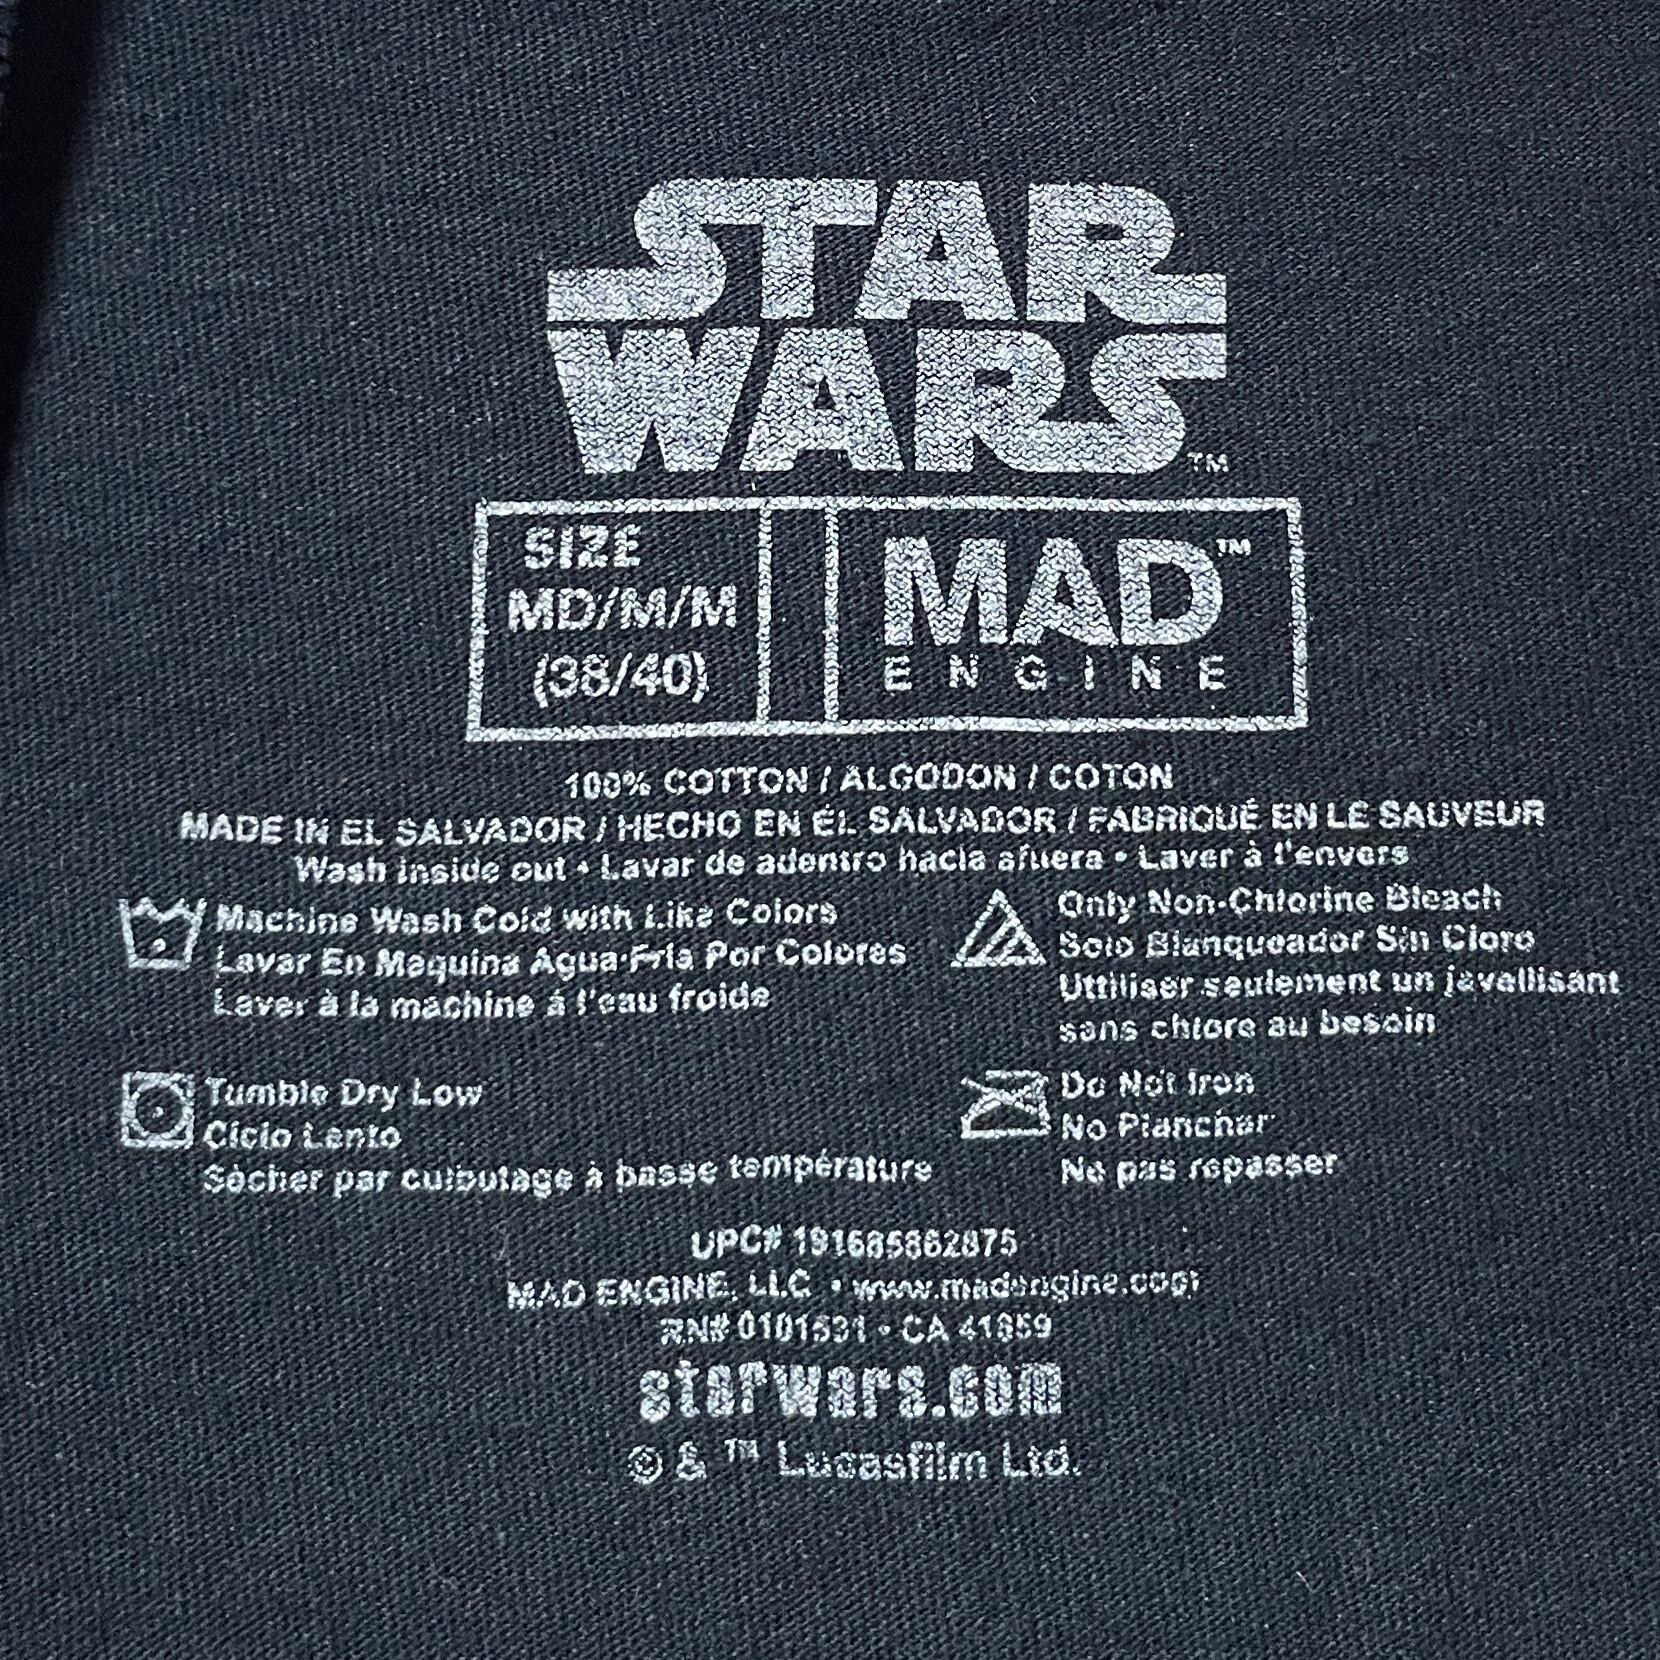 STAR
WARS™
SIZE
MD/M/M
(38/40)
MAD™
ENGINE
100% COTTON / ALGODON / COTON
MADE IN EL SALVADOR / HECHO EN EL SALVADOR / FABRIQUÉ EN LE SAUVEUR
Wash inside out • Lavar de adentro hacia afuera • Laver à l'envers
Machine Wash Cold with Like Colors
Lavar En Maquina Agua-Fria Por Colores
Laver à la machine á l'eau froide
Only Non-Chlorine Bleach
Solo Blanqueador Sin Cloro
Uttiliser seulement un javellisant
sans chlore au besoin
Tumble Dry Low
Ciclo Lento
Sècher par culbutage à basse température
Do Not Iron
No Planchar
Ne pas repasser
UPC# 191685862875
MAD ENGINE, LLC • www.madengine.com
RN# 0101531 • CA 41859
starwars.com
© & ™ Lucasfilm Ltd.